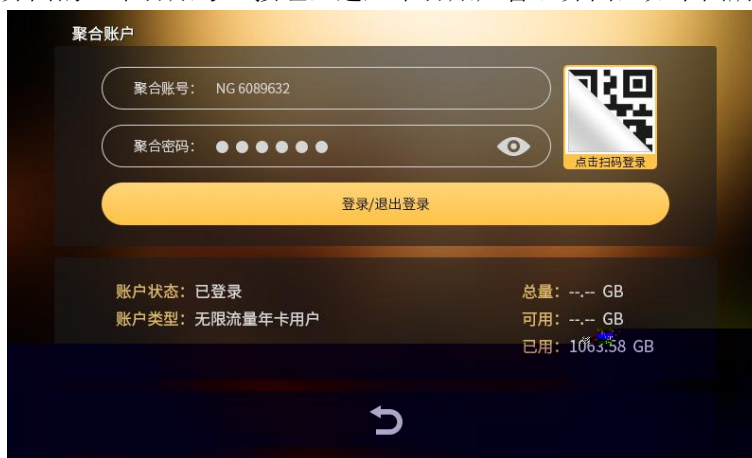 聚合账户
聚合账号： NG 6089632
聚合密码：
点击扫码登录
登录/退出登录
账户状态：已登录
账户类型：无限流量年卡用户
总量：--.-- GB
可用：--.-- GB
已用：1063.58 GB